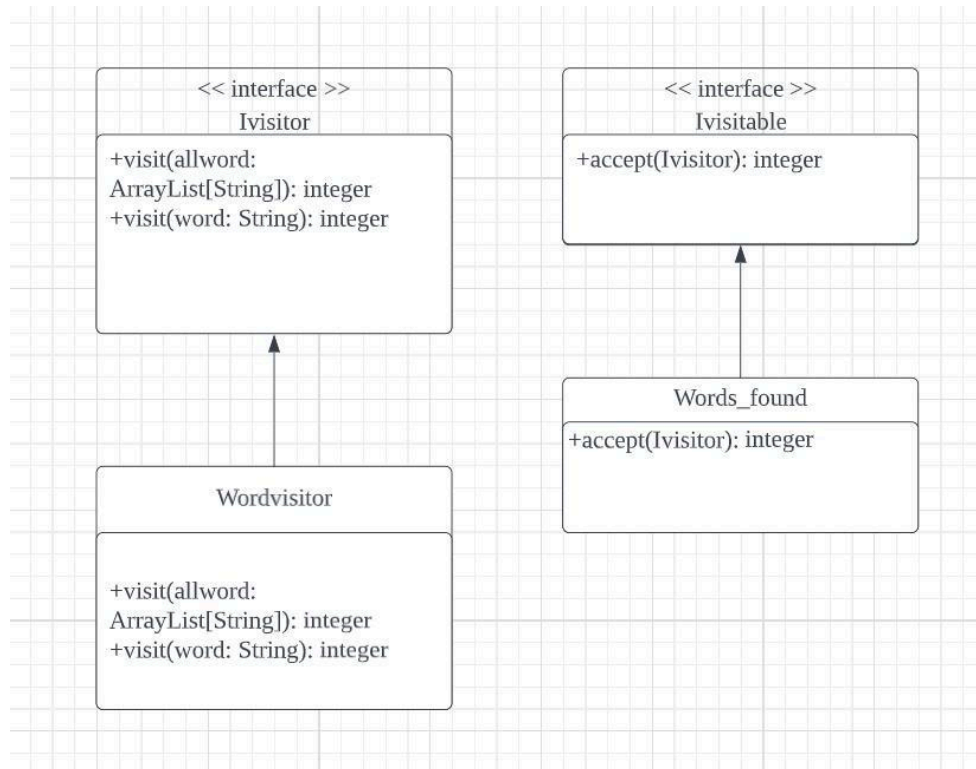 << interface >>
Ivisitor
+visit(allword:
ArrayList[String]): integer
+visit(word: String): integer
<< interface >>
Ivisitable
+accept(Ivisitor): integer
Words_found
+accept(Ivisitor): integer
Wordvisitor
+visit(allword:
ArrayList[String]): integer
+visit(word: String): integer